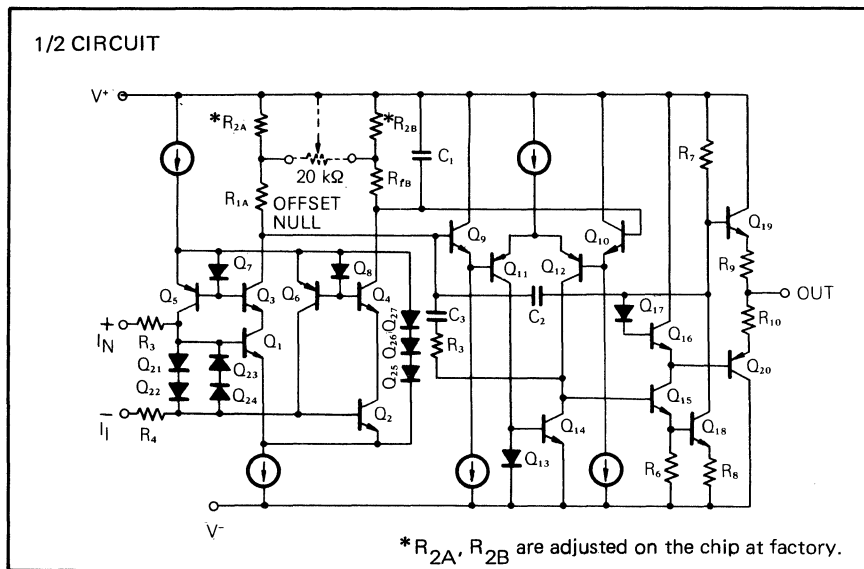 1/2 CIRCUIT
V⁺
*R₂ₐ
*R₂B
C₁
20 kΩ
OFFSET
NULL
R₁ₐ
RfB
R₇
Q₉
Q₁₀
Q₁₉
Q₁₁
Q₁₂
R₉
OUT
Q₇
Q₈
Q₅
Q₃
Q₆
Q₄
Q₂₇
Q₂₆
Q₂₅
C₃
C₂
R₃
Q₁₇
Q₁₆
R₁₀
Q₂₀
+
IN
R₃
Q₁
Q₂₁
Q₂₃
Q₂₂
Q₂₄
−
II
R₄
Q₂
Q₁₄
Q₁₅
Q₁₈
Q₁₃
R₆
R₈
V⁻
*R₂A, R₂B are adjusted on the chip at factory.